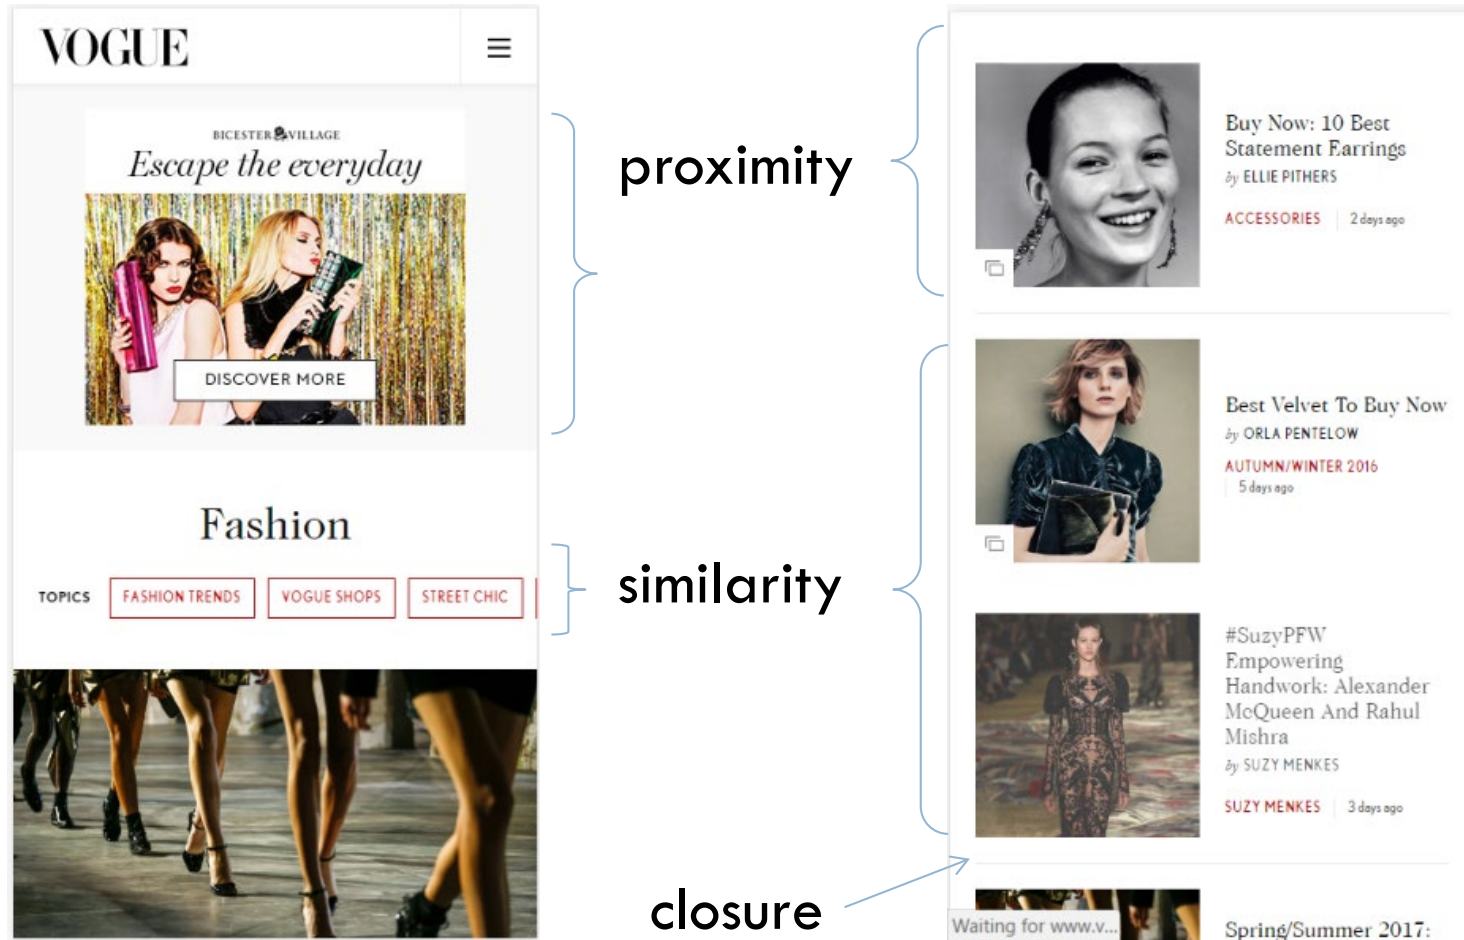 VOGUE
BICESTER VILLAGE
Escape the everyday
DISCOVER MORE
Fashion
TOPICS FASHION TRENDS VOGUE SHOPS STREET CHIC
proximity
similarity
closure
Buy Now: 10 Best
Statement Earrings
by ELLIE PITHERS
ACCESSORIES 2 days ago
Best Velvet To Buy Now
by ORLA PENTELOW
AUTUMN/WINTER 2016
5 days ago
#SuzyPFW
Empowering
Handwork: Alexander
McQueen And Rahul
Mishra
by SUZY MENKES
SUZY MENKES 3 days ago
Waiting for www.v...
Spring/Summer 2017: